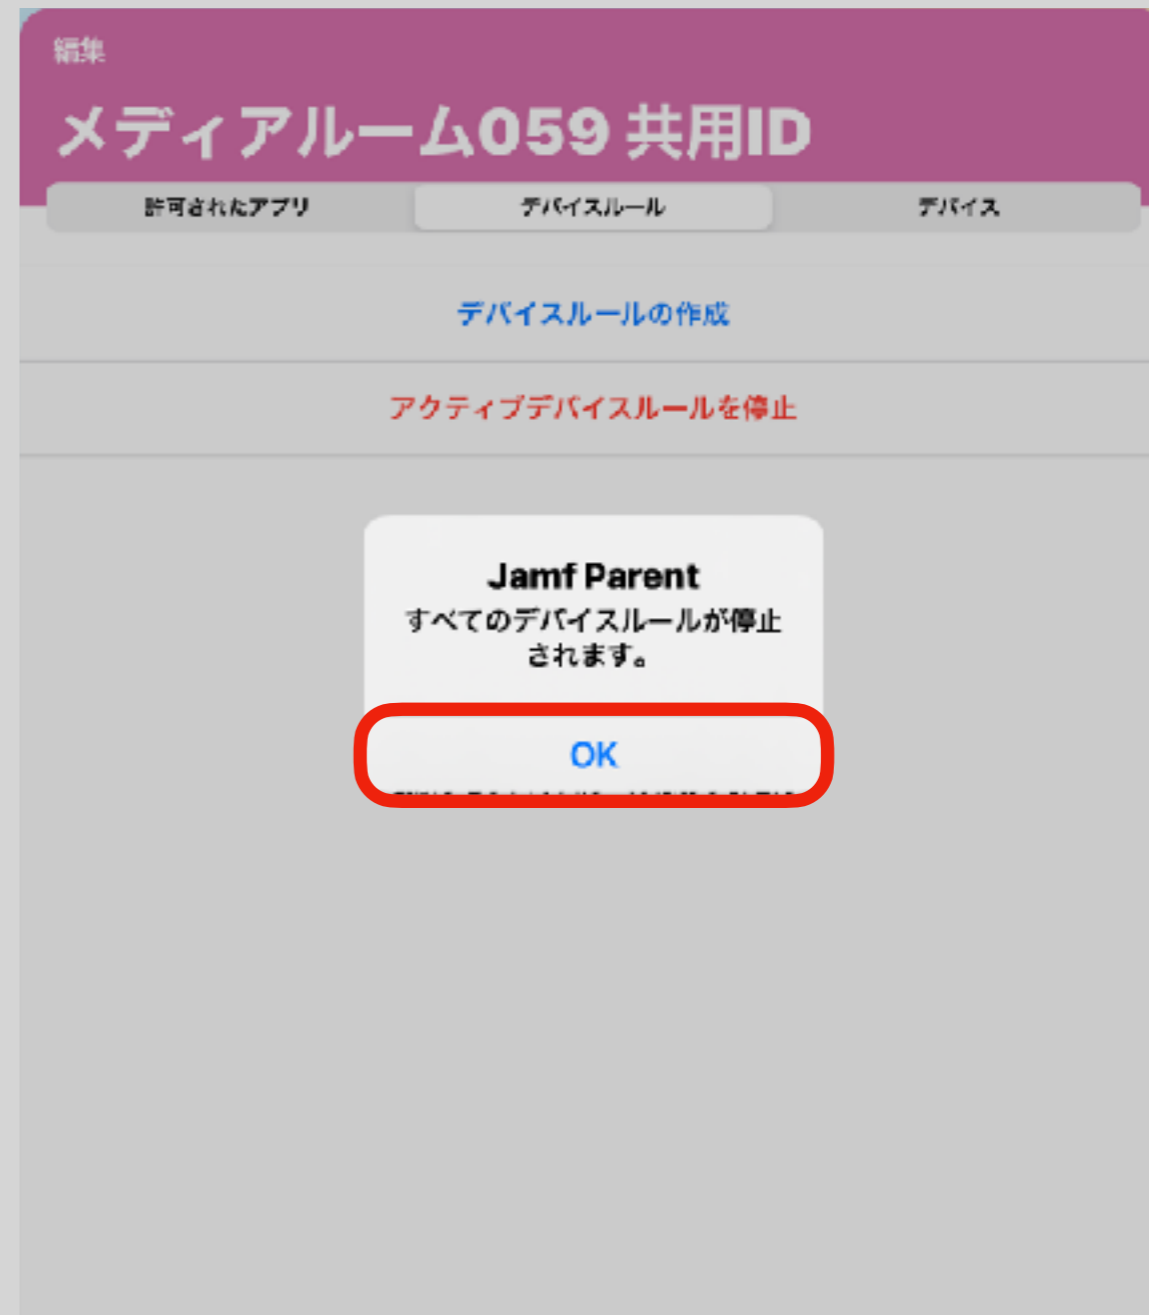 編集
メディアルーム059 共用ID
許可されたアプリ
デバイスルール
デバイス
デバイスルールの作成
アクティブデバイスルールを停止
Jamf Parent
すべてのデバイスルールが停止
されます。
OK